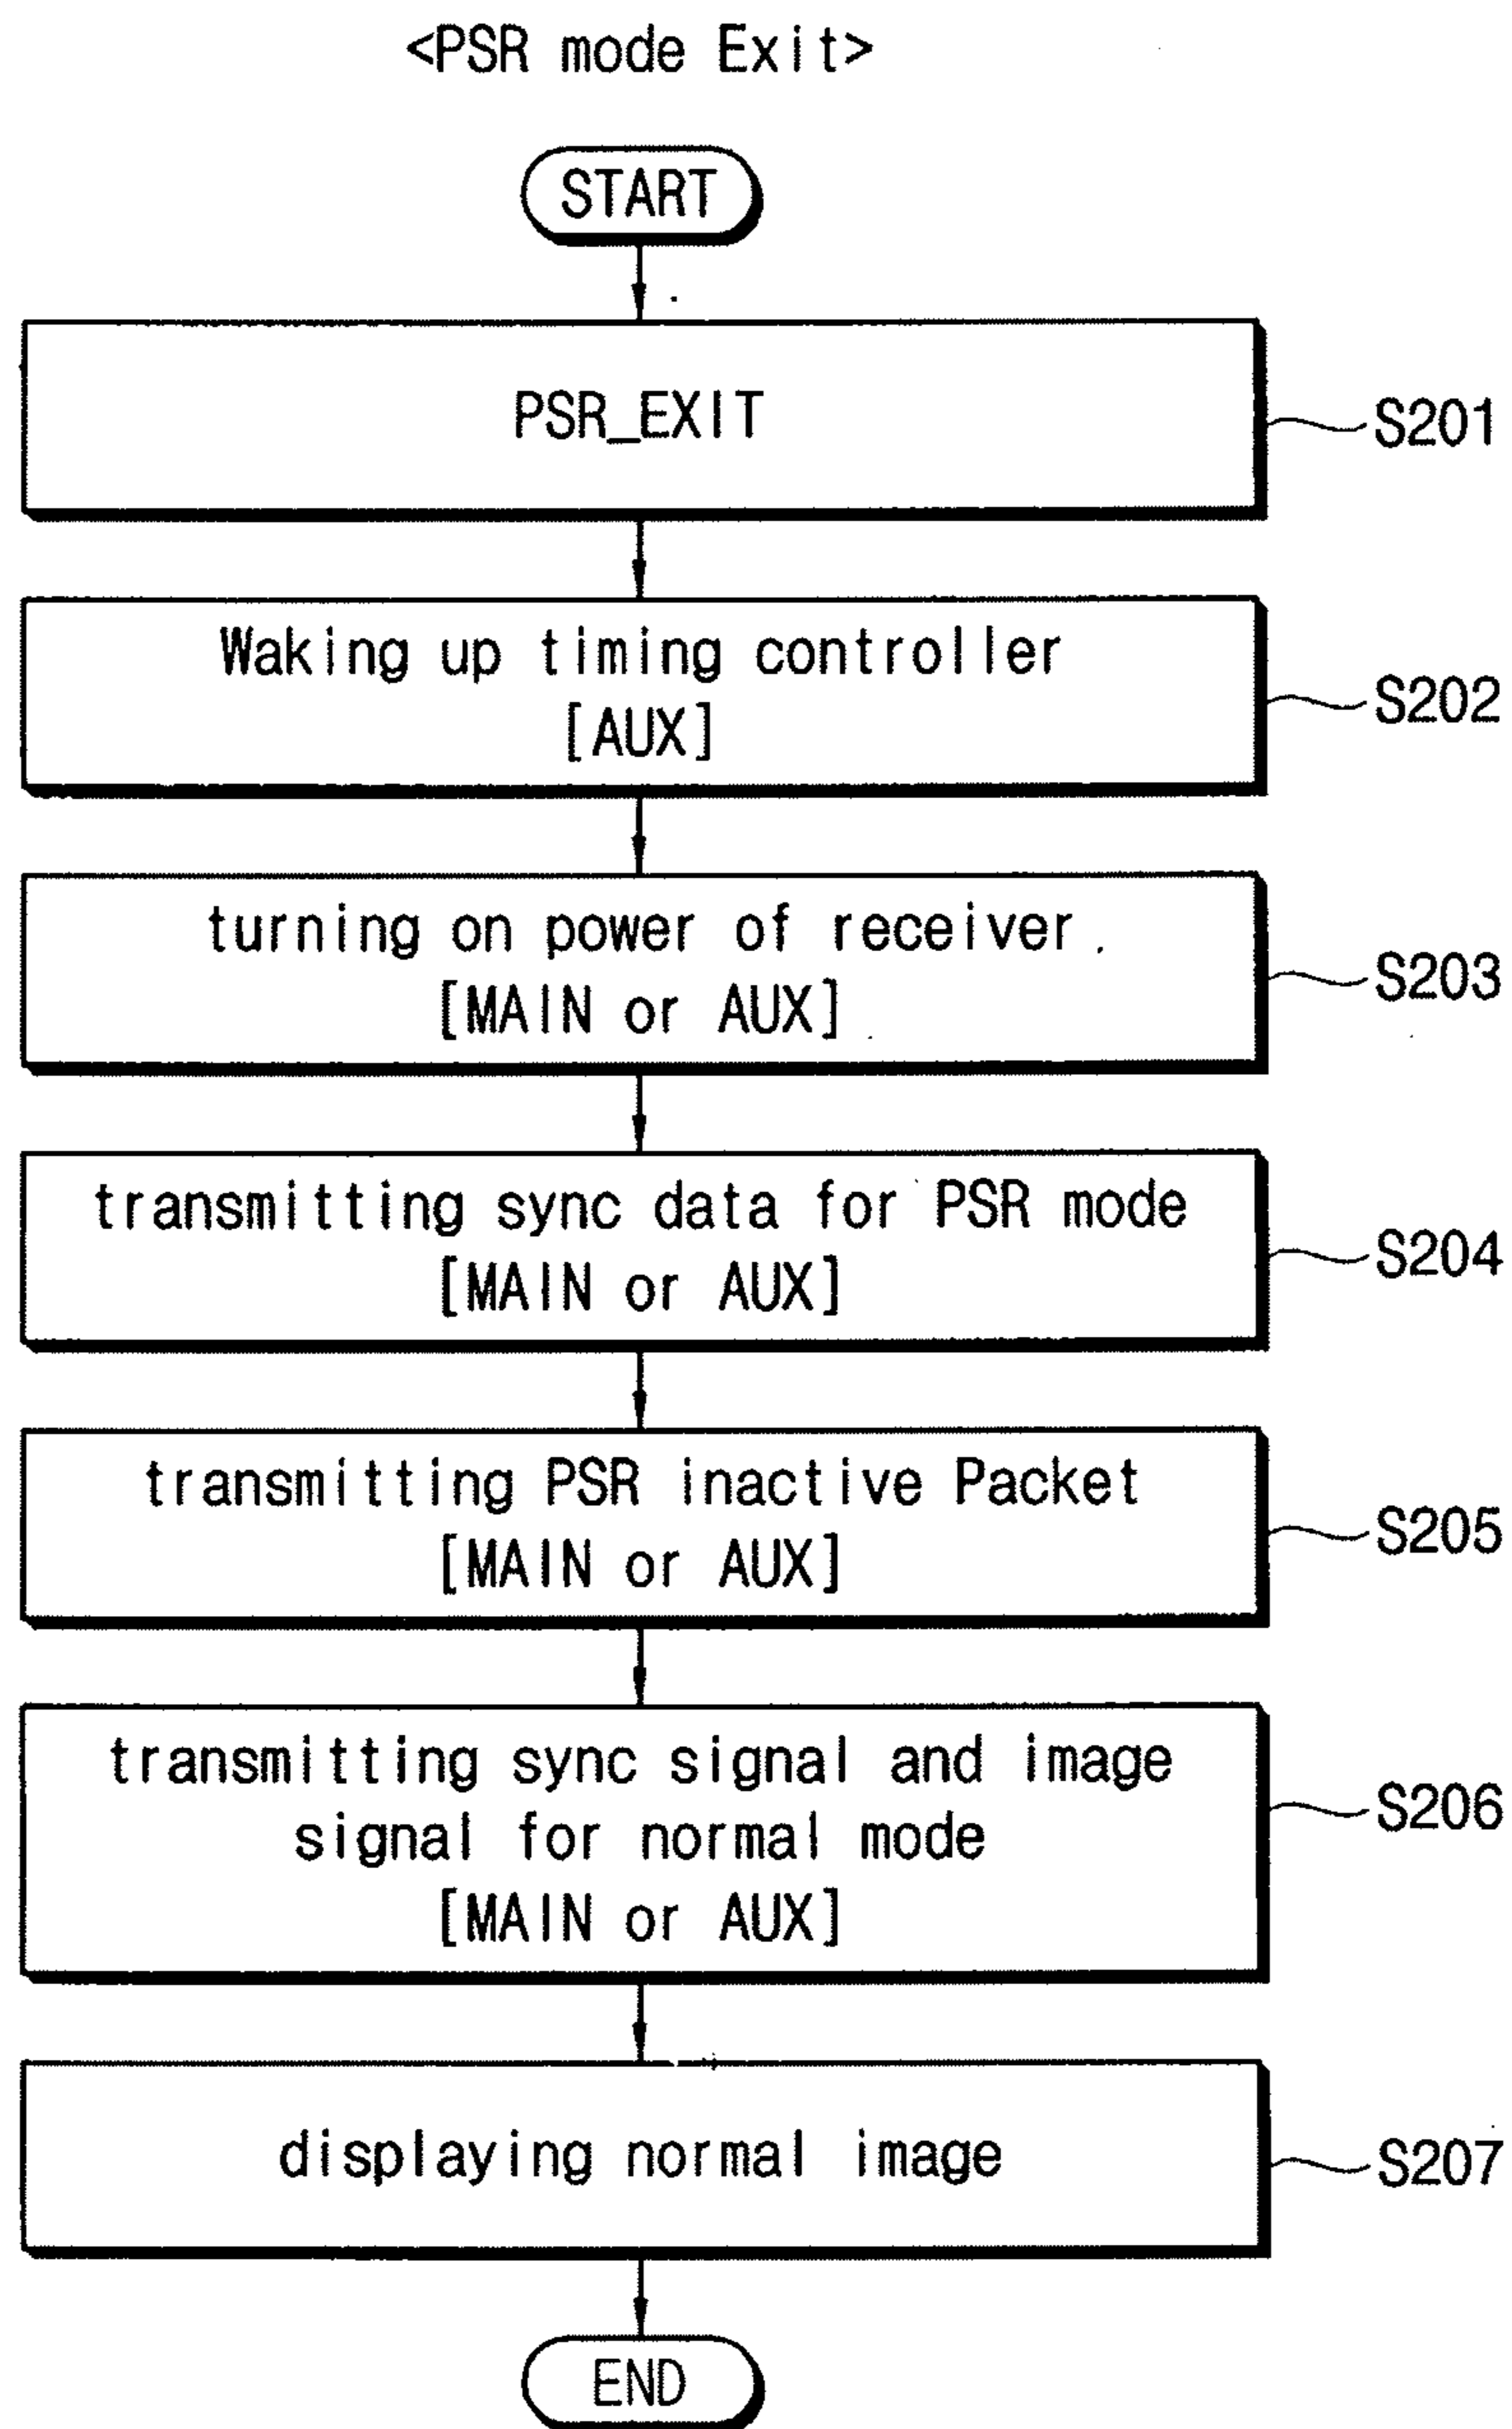 <PSR mode Exit>
START
PSR_EXIT
S201
Waking up timing controller
[AUX]
S202
turning on power of receiver
[MAIN or AUX]
S203
transmitting sync data for PSR mode
[MAIN or AUX]
S204
transmitting PSR inactive Packet
[MAIN or AUX]
S205
transmitting sync signal and image
signal for normal mode
[MAIN or AUX]
S206
displaying normal image
S207
END